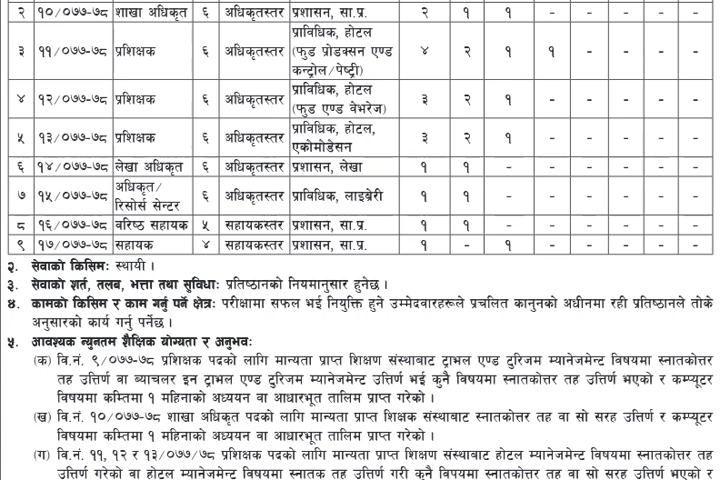 २ १०/०७७-७८ शाखा अधिकृत ६ अधिकृतस्तर प्रशासन, सा.प्र. २ १ १ - - - - -
३ ११/०७७-७८ प्रशिक्षक ६ अधिकृतस्तर प्राविधिक, होटल (फुड प्रोडक्सन एण्ड कन्ट्रोल/पेष्ट्री) ४ २ १ १ - - - -
४ १२/०७७-७८ प्रशिक्षक ६ अधिकृतस्तर प्राविधिक, होटल (फुड एण्ड वेभरेज) ३ २ १ - - - - -
५ १३/०७७-७८ प्रशिक्षक ६ अधिकृतस्तर प्राविधिक, होटल, एकोमोडेसन ३ २ १ - - - - -
६ १४/०७७-७८ लेखा अधिकृत ६ अधिकृतस्तर प्रशासन, लेखा १ १ - - - - - -
७ १५/०७७-७८ अधिकृत/ रिसोर्स सेन्टर ६ अधिकृतस्तर प्राविधिक, लाइब्रेरी १ १ - - - - - -
८ १६/०७७-७८ वरिष्ठ सहायक ५ सहायकस्तर प्रशासन, सा.प्र. १ १ - - - - - -
९ १७/०७७-७८ सहायक ४ सहायकस्तर प्रशासन, सा.प्र. १ - १ - - - - -
२. सेवाको किसिमः स्थायी ।
३. सेवाको शर्त, तलब, भत्ता तथा सुविधाः प्रतिष्ठानको नियमानुसार हुनेछ ।
४. कामको किसिम र काम गर्नु पर्ने क्षेत्रः परीक्षामा सफल भई नियुक्ति हुने उम्मेदवारहरूले प्रचलित कानुनको अधीनमा रही प्रतिष्ठानले तोके
अनुसारको कार्य गर्नु पर्नेछ ।
५. आवश्यक न्युनतम शैक्षिक योग्यता र अनुभवः
(क) वि.नं. ९/०७७-७८ प्रशिक्षक पदको लागि मान्यता प्राप्त शिक्षण संस्थाबाट ट्राभल एण्ड टुरिजम म्यानेजमेन्ट विषयमा स्नातकोत्तर
तह उत्तिर्ण वा ब्याचलर इन ट्राभल एण्ड टुरिजम म्यानेजमेन्ट उत्तिर्ण भई कुनै विषयमा स्नातकोत्तर तह उत्तिर्ण भएको र कम्प्यूटर
विषयमा कम्तिमा १ महिनाको अध्ययन वा आधारभूत तालिम प्राप्त गरेको ।
(ख) वि.नं. १०/०७७-७८ शाखा अधिकृत पदको लागि मान्यता प्राप्त शिक्षक संस्थाबाट स्नातकोत्तर तह वा सो सरह उत्तिर्ण र कम्प्यूटर
विषयमा कम्तिमा १ महिनाको अध्ययन वा आधारभूत तालिम प्राप्त गरेको ।
(ग) वि.नं. ११, १२ र १३/०७७/७८ प्रशिक्षक पदको लागि मान्यता प्राप्त शिक्षण संस्थाबाट होटल म्यानेजमेन्ट विषयमा स्नातकोत्तर तह
उत्तिर्ण गरेको वा होटल म्यानेजमेन्ट विषयमा स्नातक तह उत्तिर्ण गरी कुनै विषयमा स्नातकोत्तर तह वा सो सरह उत्तिर्ण भएको र